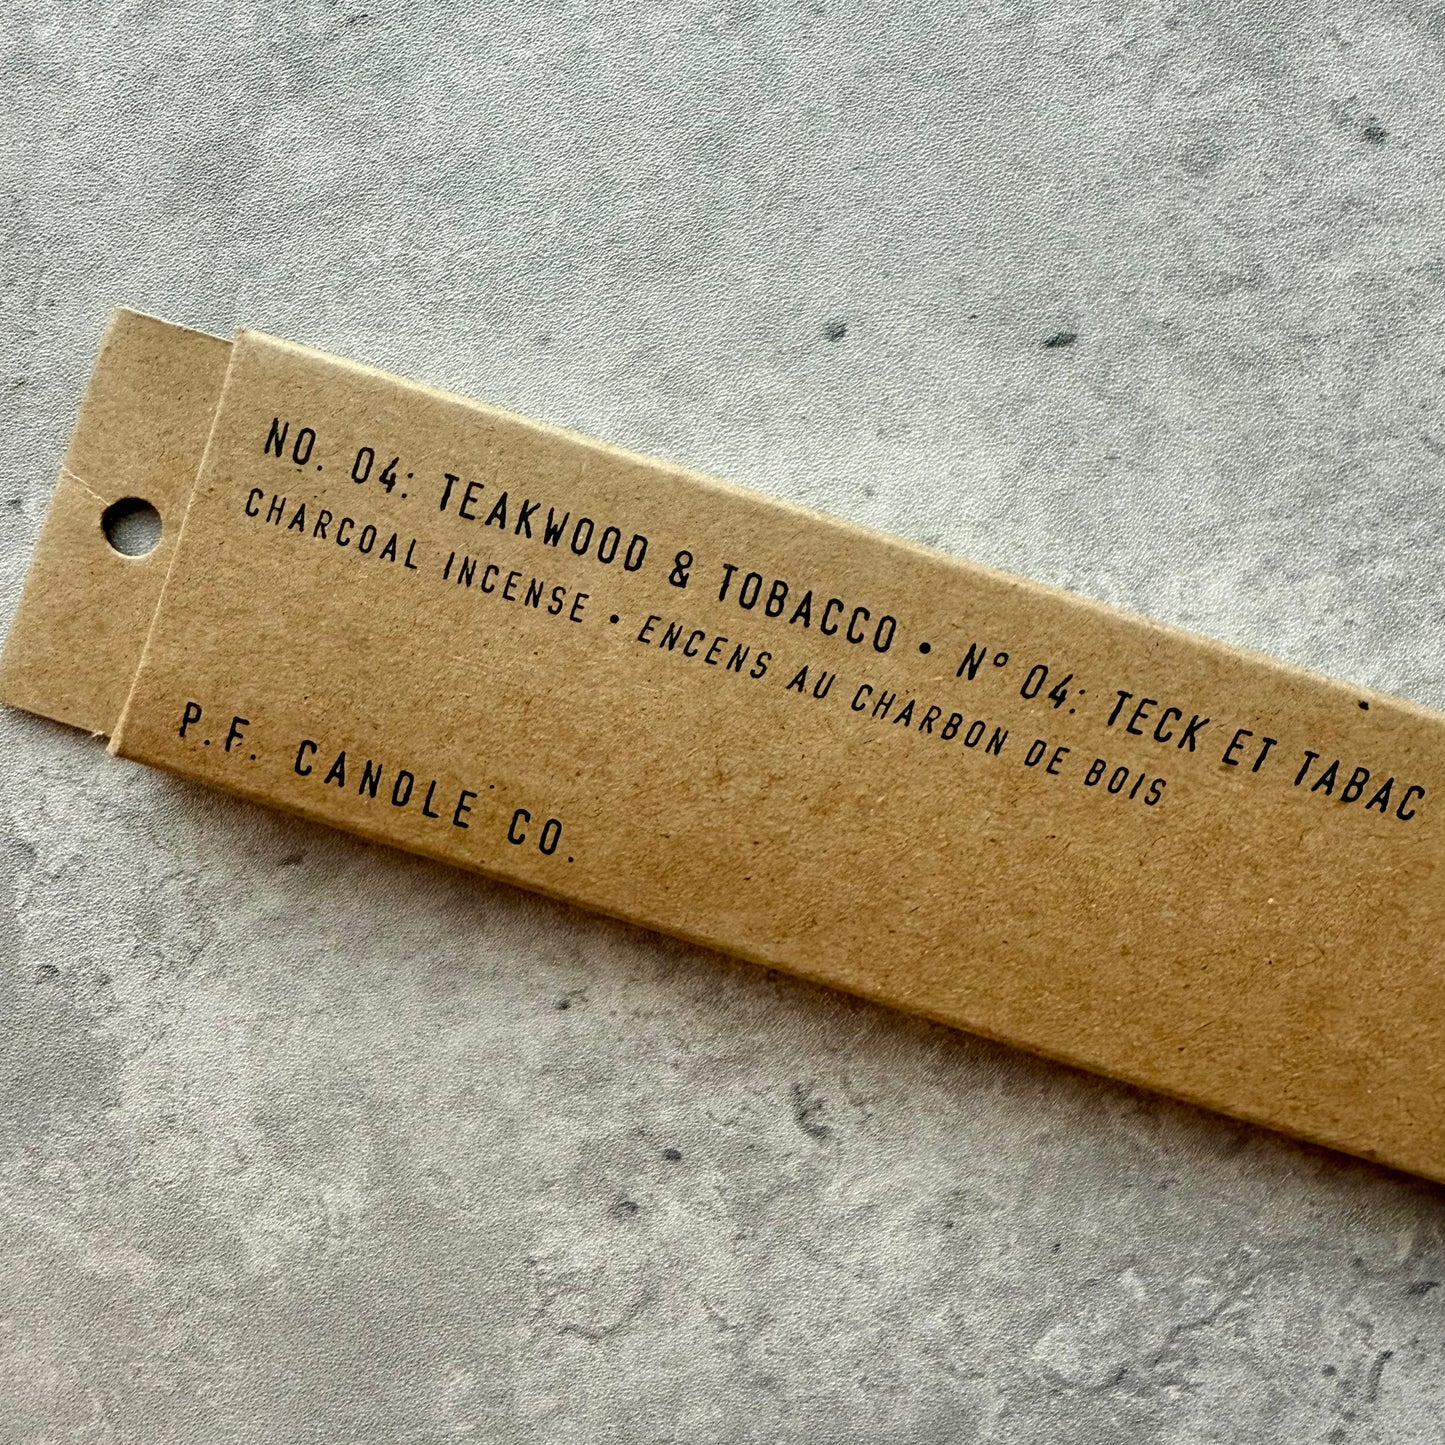 NO. 04: TEAKWOOD & TOBACCO • Nº 04: TECK ET TABAC
CHARCOAL INCENSE • ENCENS AU CHARBON DE BOIS
P.F. CANDLE CO.